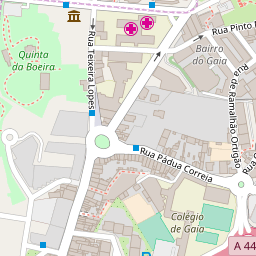 Rua Pinto M
Rua Teixeira Lopes
Bairro
do Gaia
Quinta
da Boeira
Rua
de Ramalhão Ortigão
Rua Pádua Correia
Rua
Colégio
de Gaia
A 44